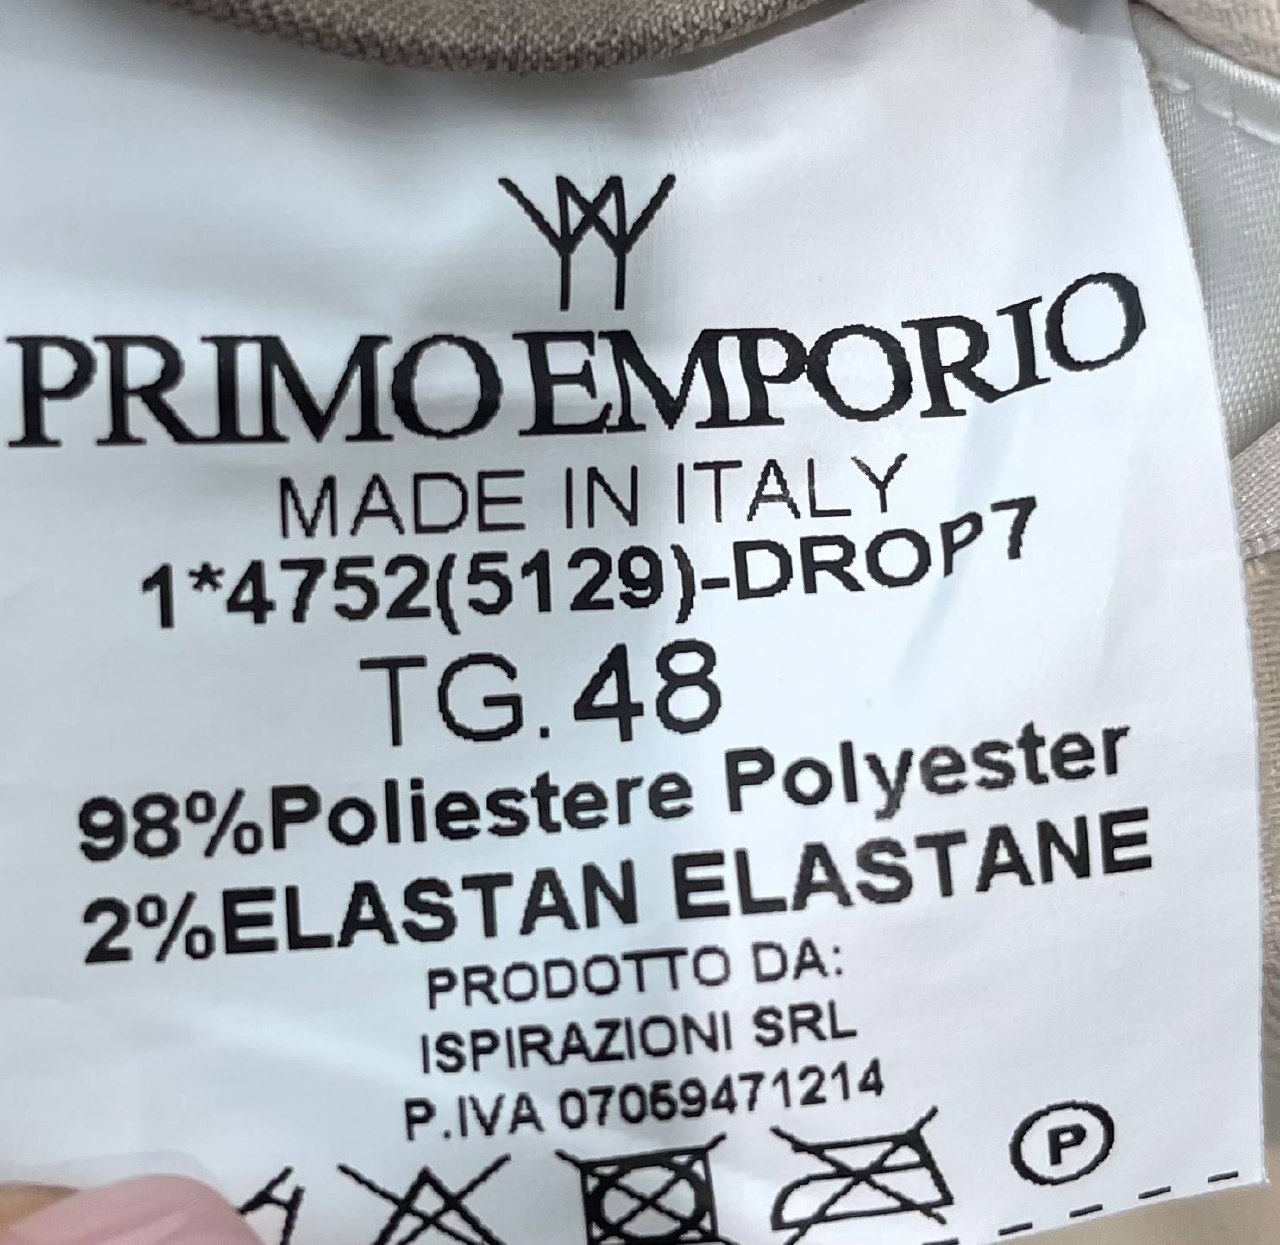 PRIMO EMPORIO
MADE IN ITALY
1*4752(5129)-DROP7
TG. 48
98%Poliestere Polyester
2%ELASTAN ELASTANE
PRODOTTO DA:
ISPIRAZIONI SRL
P.IVA 07059471214
P